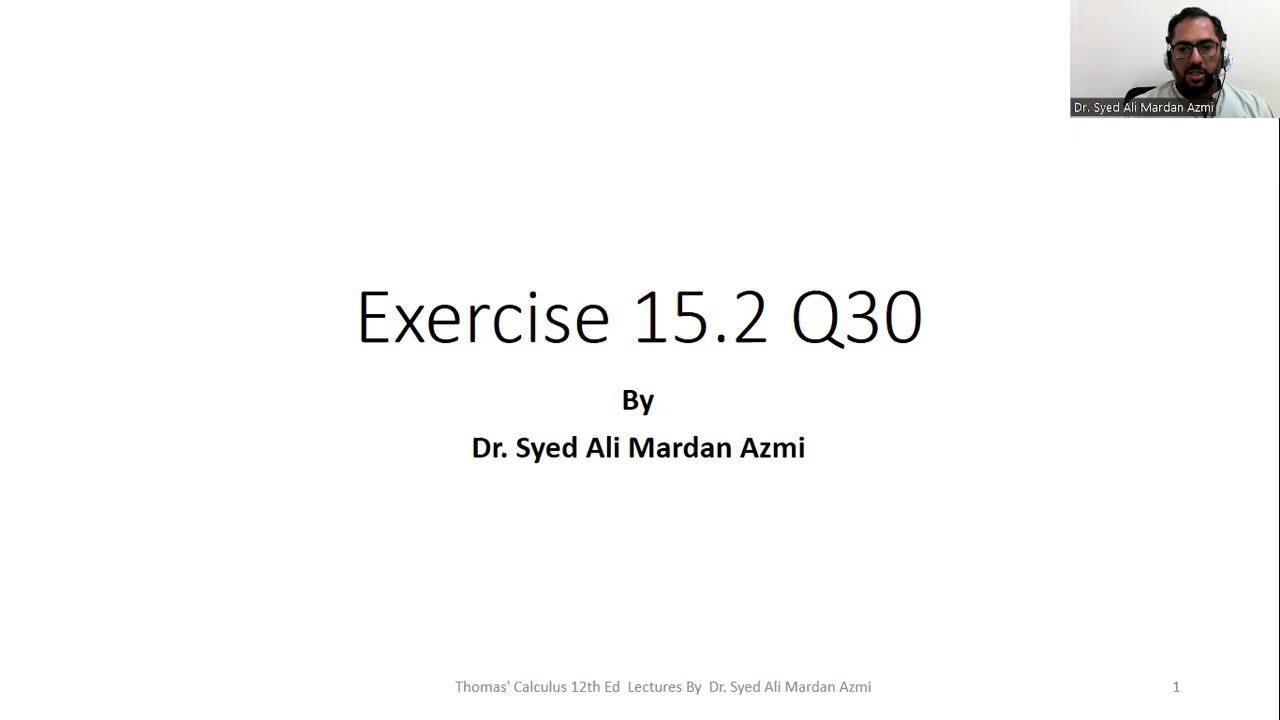 Dr. Syed Ali Mardan Azmi
Exercise 15.2 Q30
By
Dr. Syed Ali Mardan Azmi
Thomas' Calculus 12th Ed Lectures By Dr. Syed Ali Mardan Azmi
1